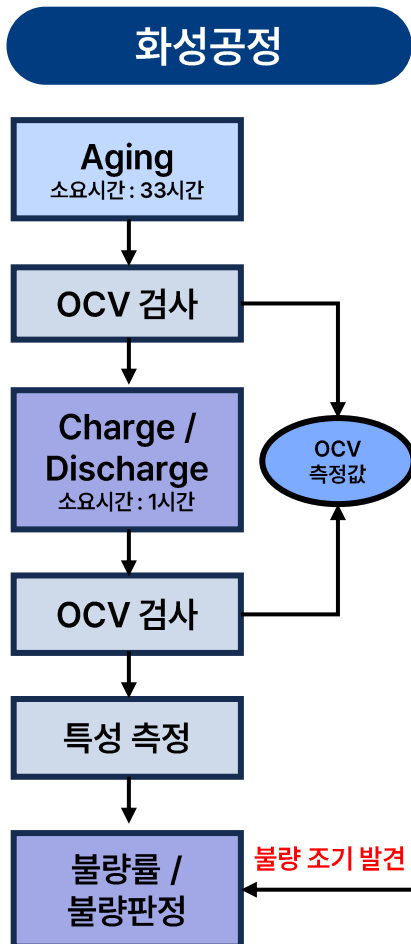 화성공정
Aging
소요시간 : 33시간
OCV 검사
Charge /
Discharge
소요시간 : 1시간
OCV
측정값
OCV 검사
특성 측정
불량률 /
불량판정
불량 조기 발견